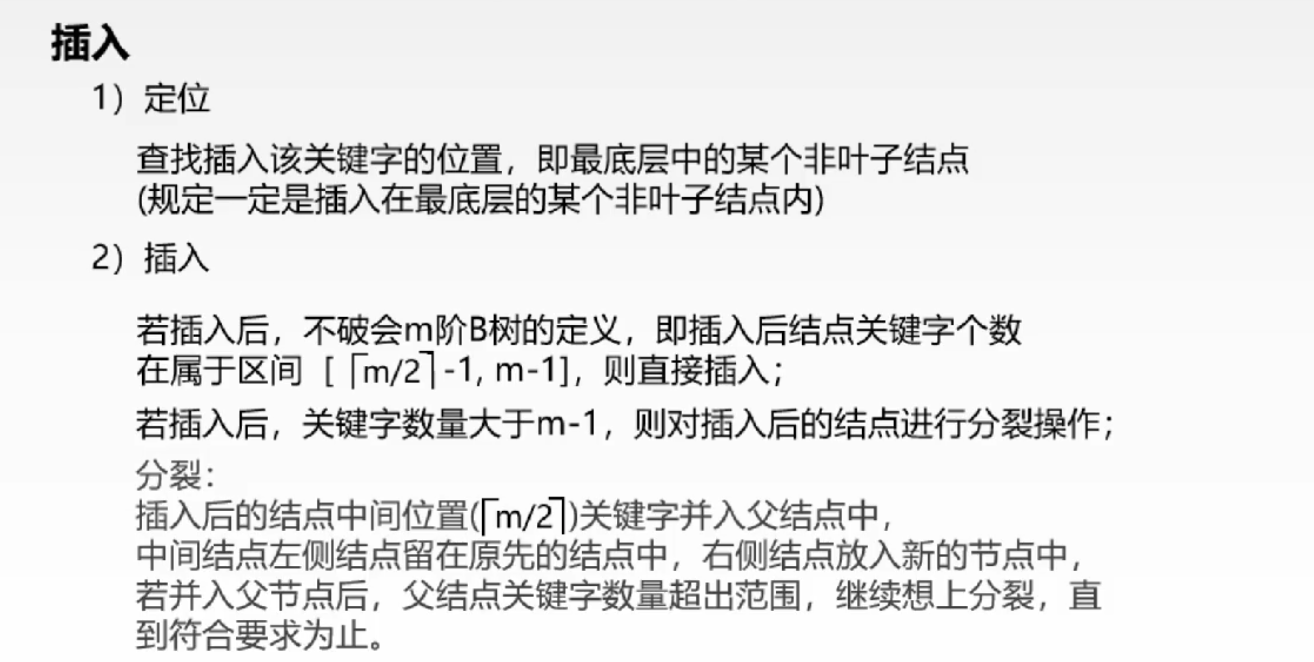 插入
1）定位
查找插入该关键字的位置，即最底层中的某个非叶子结点
(规定一定是插入在最底层的某个非叶子结点内)
2）插入
若插入后，不破会m阶B树的定义，即插入后结点关键字个数
在属于区间［⌈m/2⌉-1, m-1]，则直接插入；
若插入后，关键字数量大于m-1，则对插入后的结点进行分裂操作；
分裂：
插入后的结点中间位置(⌈m/2⌉)关键字并入父结点中，
中间结点左侧结点留在原先的结点中，右侧结点放入新的节点中，
若并入父节点后，父结点关键字数量超出范围，继续想上分裂，直
到符合要求为止。